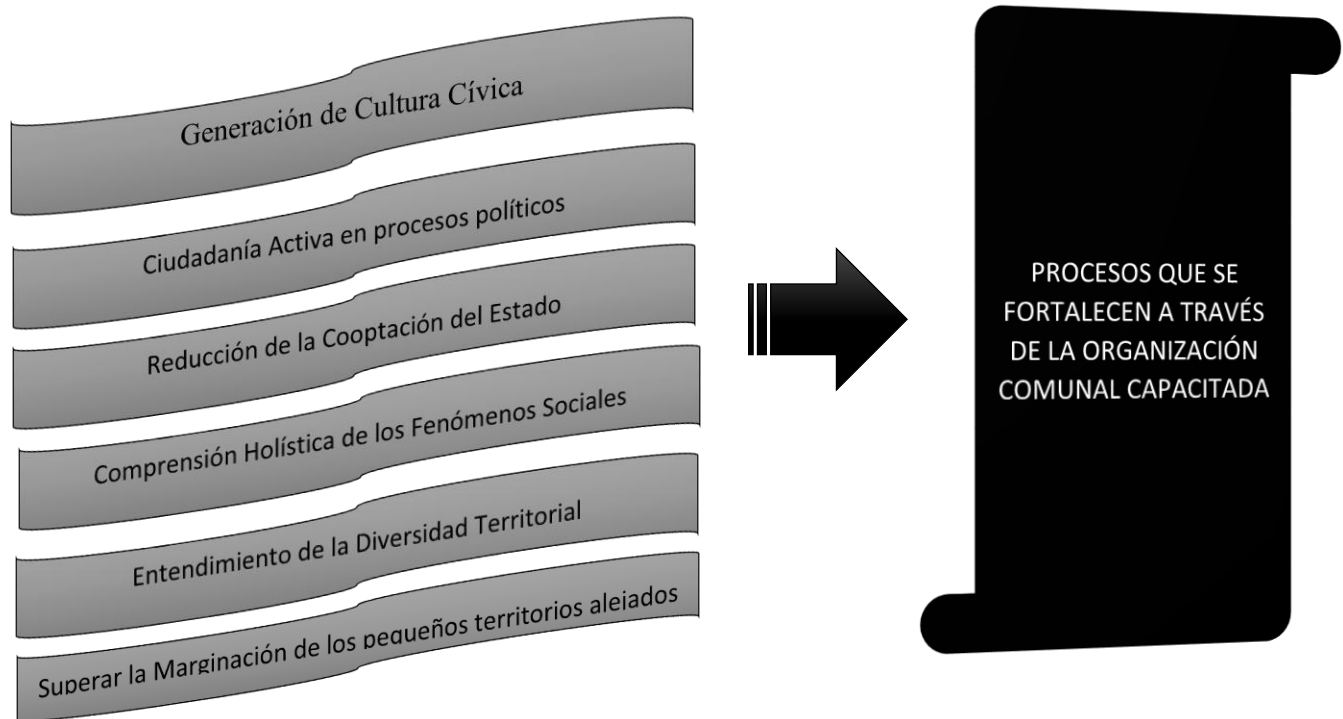 Generación de Cultura Cívica
Ciudadanía Activa en procesos políticos
Reducción de la Cooptación del Estado
Comprensión Holística de los Fenómenos Sociales
Entendimiento de la Diversidad Territorial
Superar la Marginación de los pequeños territorios alejados
PROCESOS QUE SE
FORTALECEN A TRAVÉS
DE LA ORGANIZACIÓN
COMUNAL CAPACITADA